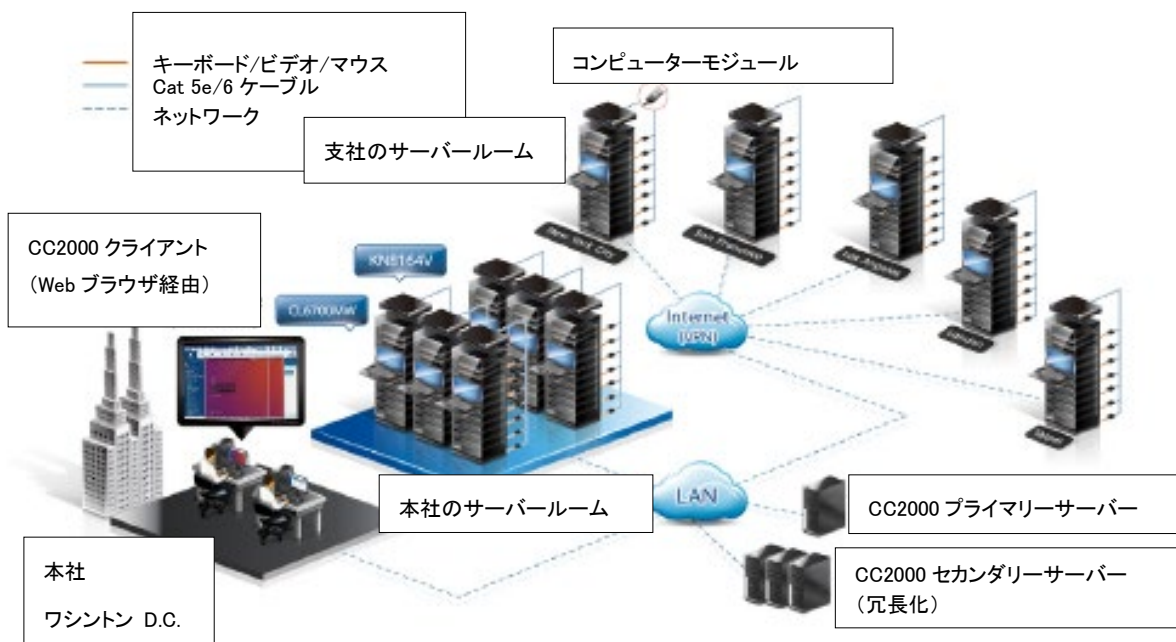 キーボード/ビデオ/マウス
Cat 5e/6 ケーブル
ネットワーク
コンピューターモジュール
支社のサーバールーム
CC2000 クライアント
（Web ブラウザ経由）
KN8164V
CL6700MW
New York City
San Francisco
Los Angeles
Internet
(VPN)
本社のサーバールーム
LAN
CC2000 プライマリーサーバー
CC2000 セカンダリーサーバー
（冗長化）
本社
ワシントン D.C.